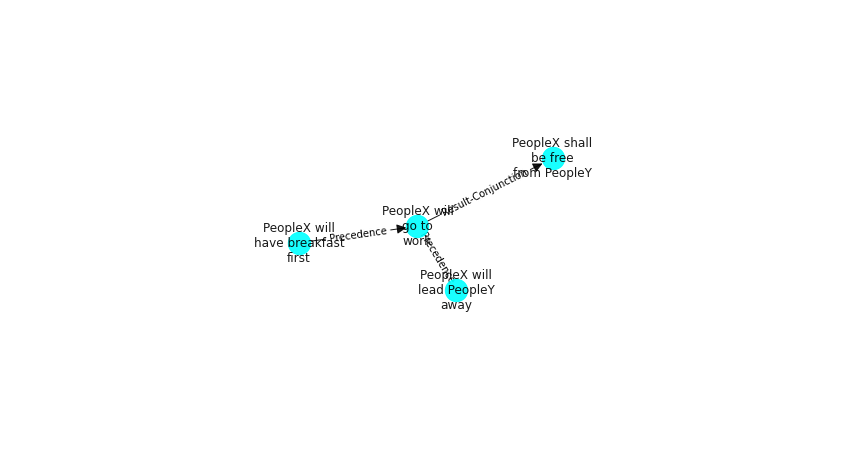 PeopleX shall
be free
from PeopleY
Result-Conjunction
PeopleX will
go to
work
Precedence
PeopleX will
have breakfast
first
Precedence
PeopleX will
lead PeopleY
away